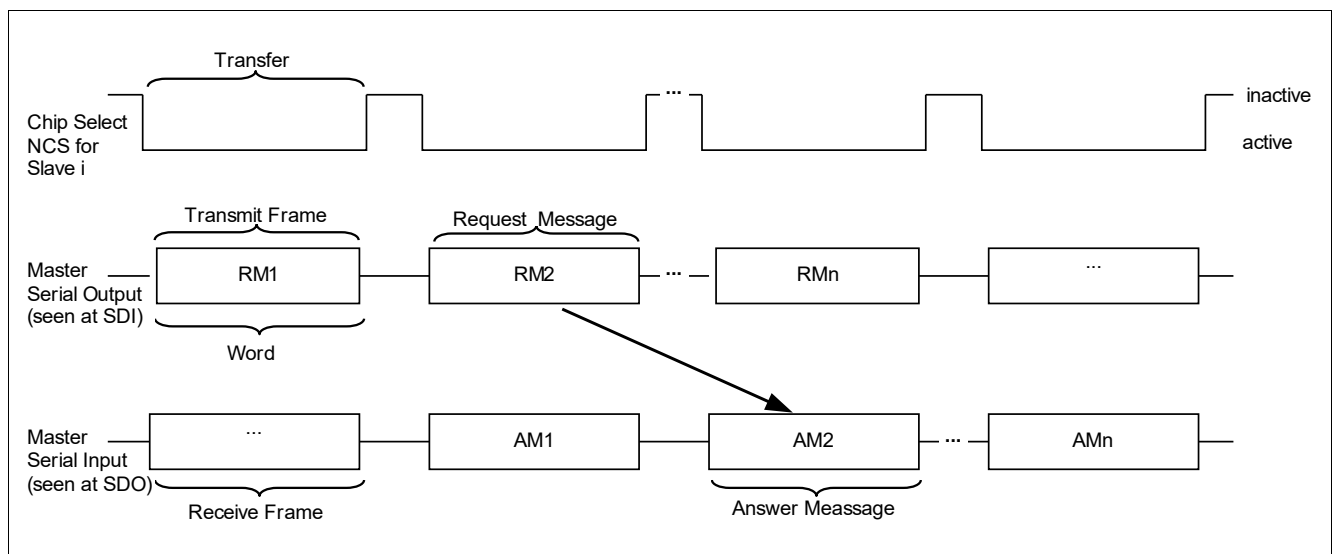 Transfer
...
inactive
Chip Select
NCS for
Slave i
active
Transmit Frame
Request Message
Master
Serial Output
(seen at SDI)
RM1
RM2
...
RMn
...
Word
Master
Serial Input
(seen at SDO)
...
AM1
AM2
...
AMn
Receive Frame
Answer Meassage